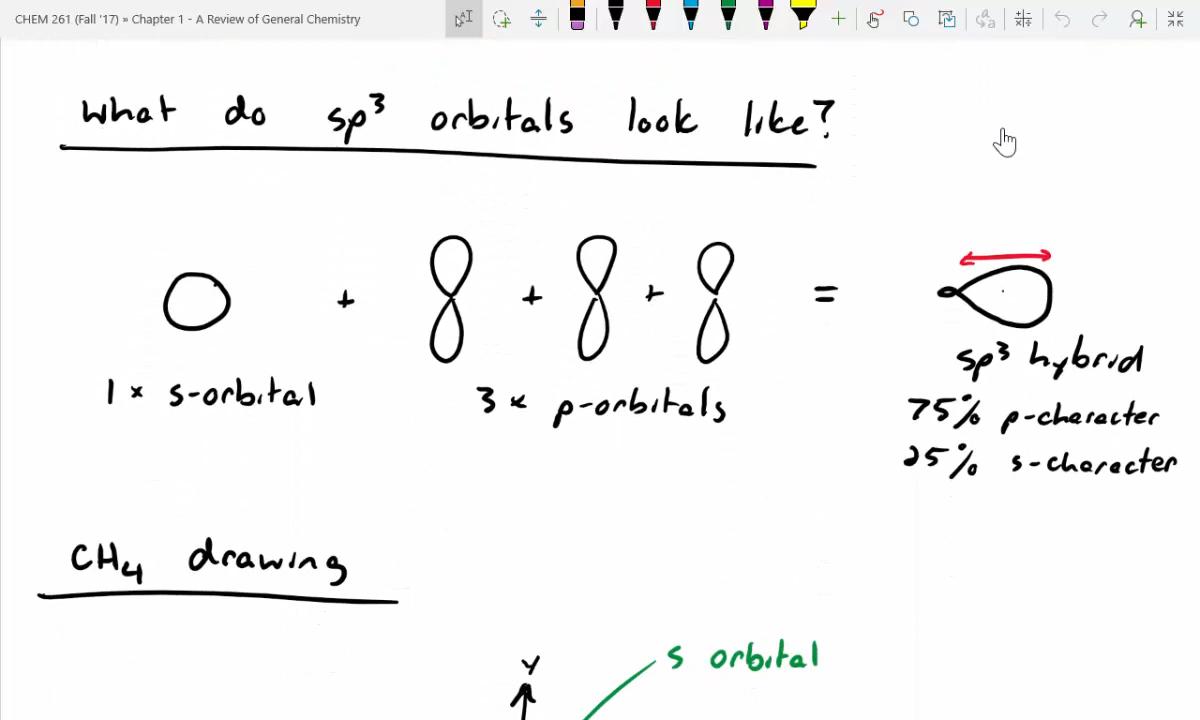 CHEM 261 (Fall '17) » Chapter 1 - A Review of General Chemistry
What do sp³ orbitals look like?
+ + + =
sp³ hybrid
1 × s-orbital 3 × p-orbitals 75% p-character
25% s-character
CH₄ drawing
Y s orbital